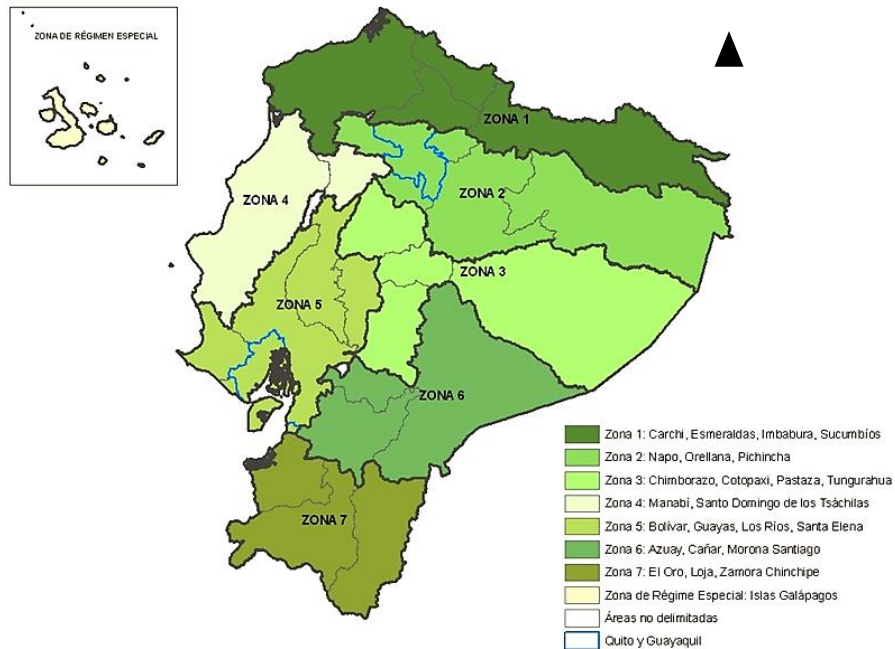 ZONA DE RÉGIMEN ESPECIAL
ZONA 1
ZONA 2
ZONA 4
ZONA 3
ZONA 5
ZONA 6
ZONA 7
Zona 1: Carchi, Esmeraldas, Imbabura, Sucumbíos
Zona 2: Napo, Orellana, Pichincha
Zona 3: Chimborazo, Cotopaxi, Pastaza, Tungurahua
Zona 4: Manabí, Santo Domingo de los Tsáchilas
Zona 5: Bolívar, Guayas, Los Ríos, Santa Elena
Zona 6: Azuay, Cañar, Morona Santiago
Zona 7: El Oro, Loja, Zamora Chinchipe
Zona de Régime Especial: Islas Galápagos
Áreas no delimitadas
Quito y Guayaquil